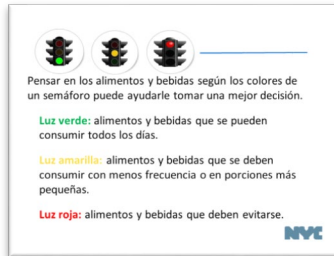 Pensar en los alimentos y bebidas según los colores de
un semáforo puede ayudarle tomar una mejor decisión.
Luz verde: alimentos y bebidas que se pueden
consumir todos los días.
Luz amarilla: alimentos y bebidas que se deben
consumir con menos frecuencia o en porciones más
pequeñas.
Luz roja: alimentos y bebidas que deben evitarse.
NYC